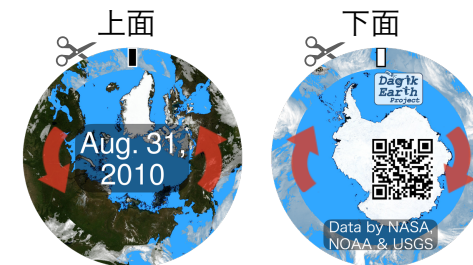 上面
下面
Aug. 31,
2010
Dagik
Earth
Project
Data by NASA,
NOAA & USGS